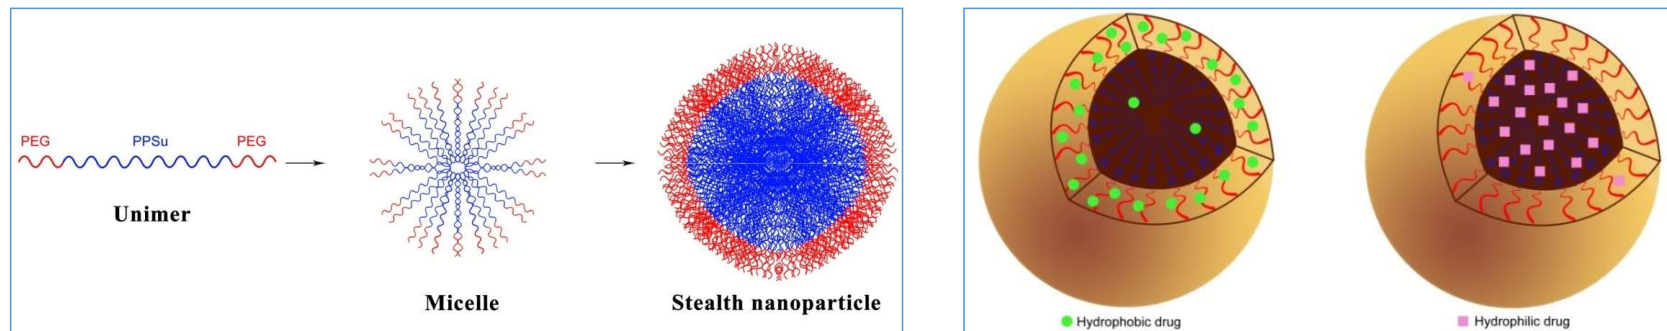 PEG PPSu PEG
Unimer
Micelle
Stealth nanoparticle
Hydrophobic drug
Hydrophilic drug